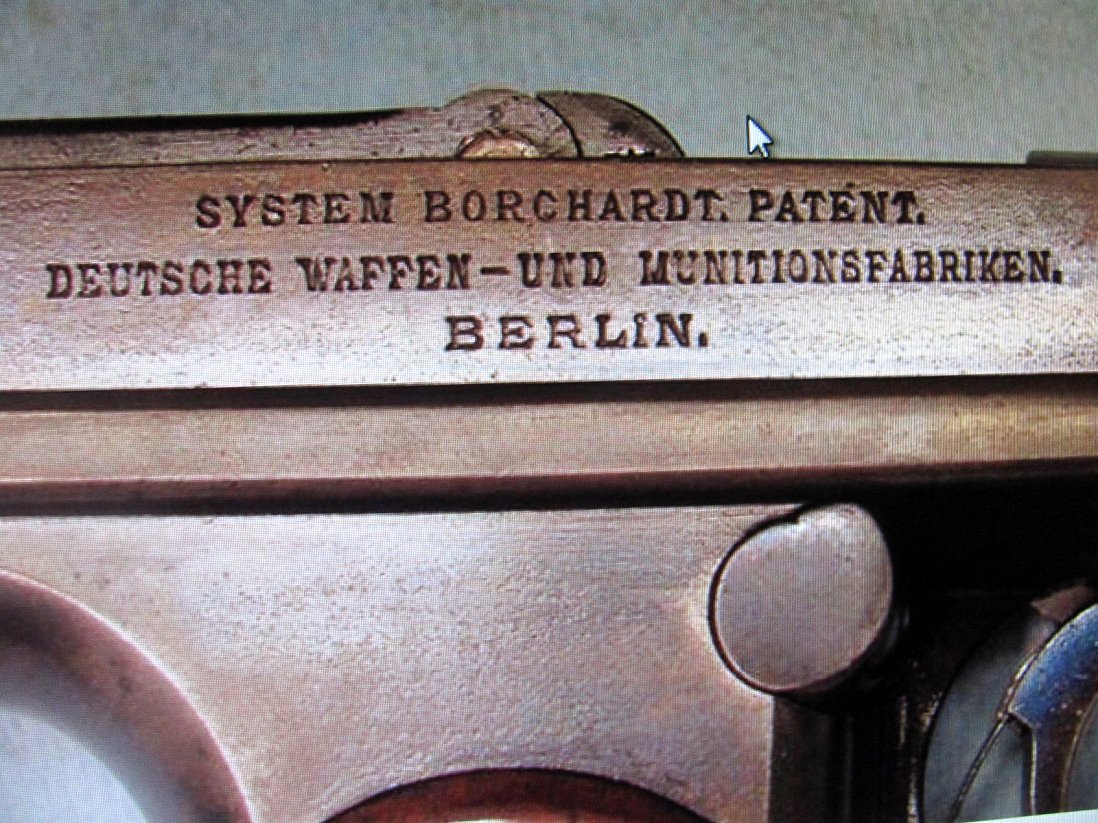 SYSTEM BORCHARDT. PATENT.
DEUTSCHE WAFFEN-UND MUNITIONSFABRIKEN.
BERLIN.